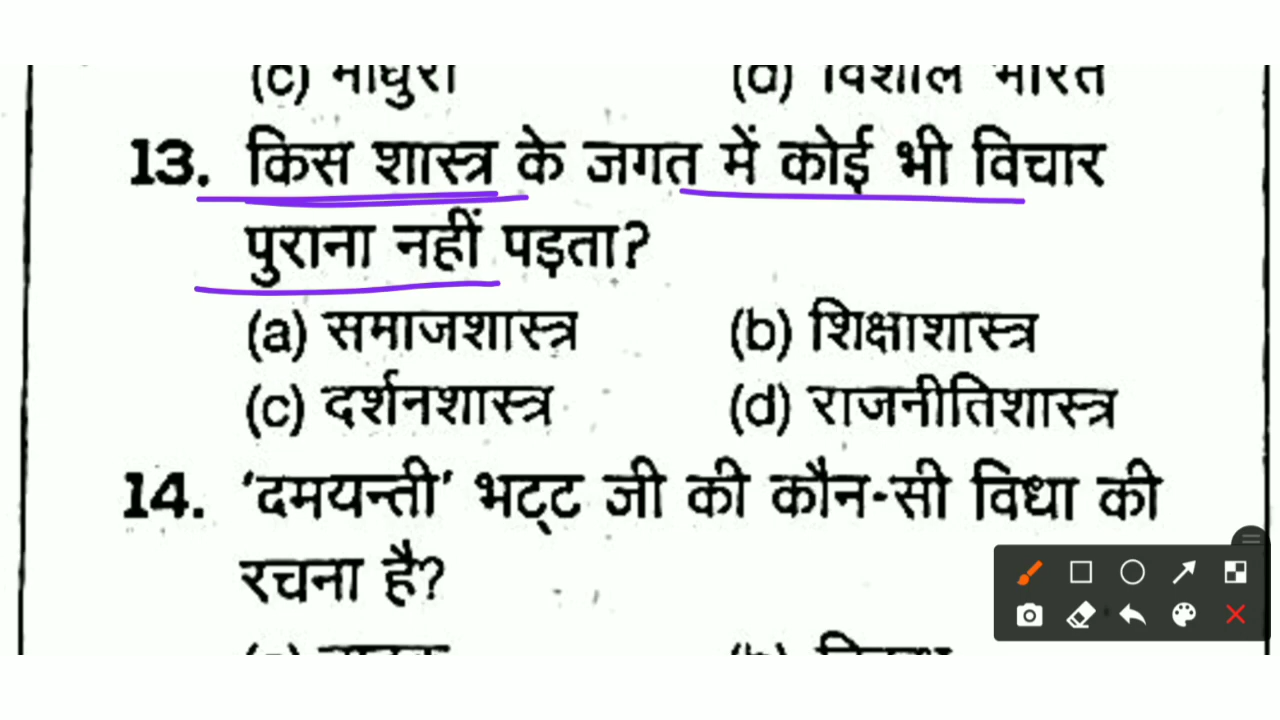 (c) माधुरी (d) विशाल भारत
13. किस शास्त्र के जगत में कोई भी विचार
पुराना नहीं पड़ता?
(a) समाजशास्त्र (b) शिक्षाशास्त्र
(c) दर्शनशास्त्र (d) राजनीतिशास्त्र
14. ‘दमयन्ती’ भट्ट जी की कौन-सी विधा की
रचना है?